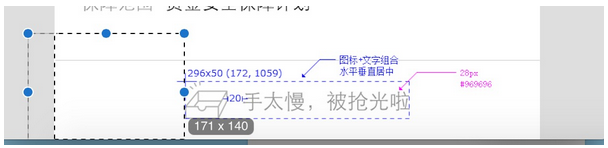 保障范围 资金安全保障计划
图标+文字组合
水平垂直居中
296x50 (172, 1059)
28px
#969696
420
手太慢，被抢光啦
171 x 140